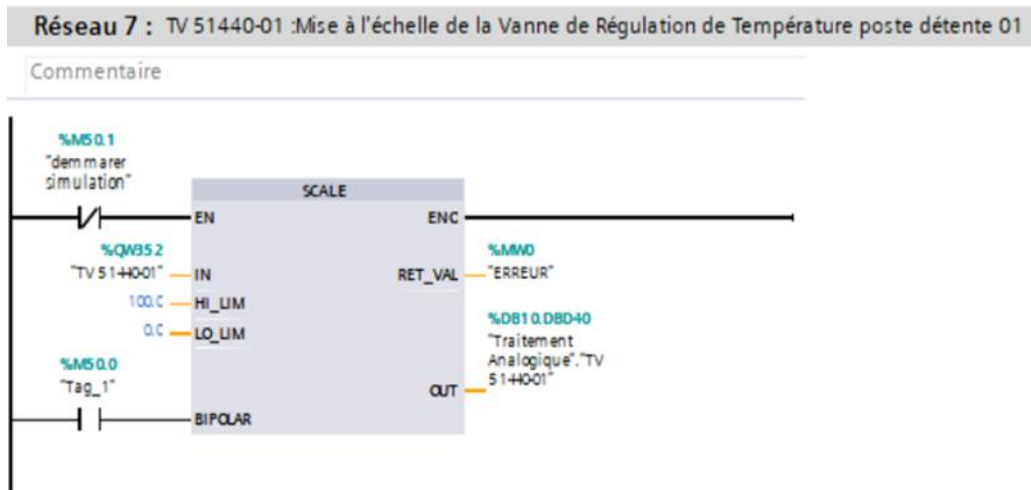 Réseau 7 : TV 51440-01 :Mise à l'échelle de la Vanne de Régulation de Température poste détente 01
Commentaire
%M50.1
"demmarer
simulation"
SCALE
EN
ENC
%QW352
"TV 51440-01"
IN
RET_VAL
%MW0
"ERREUR"
100.0
HI_LIM
0.0
LO_LIM
%DB10.DBD40
"Traitement
Analogique"."TV
51440-01"
%M50.0
"Tag_1"
OUT
BIPOLAR